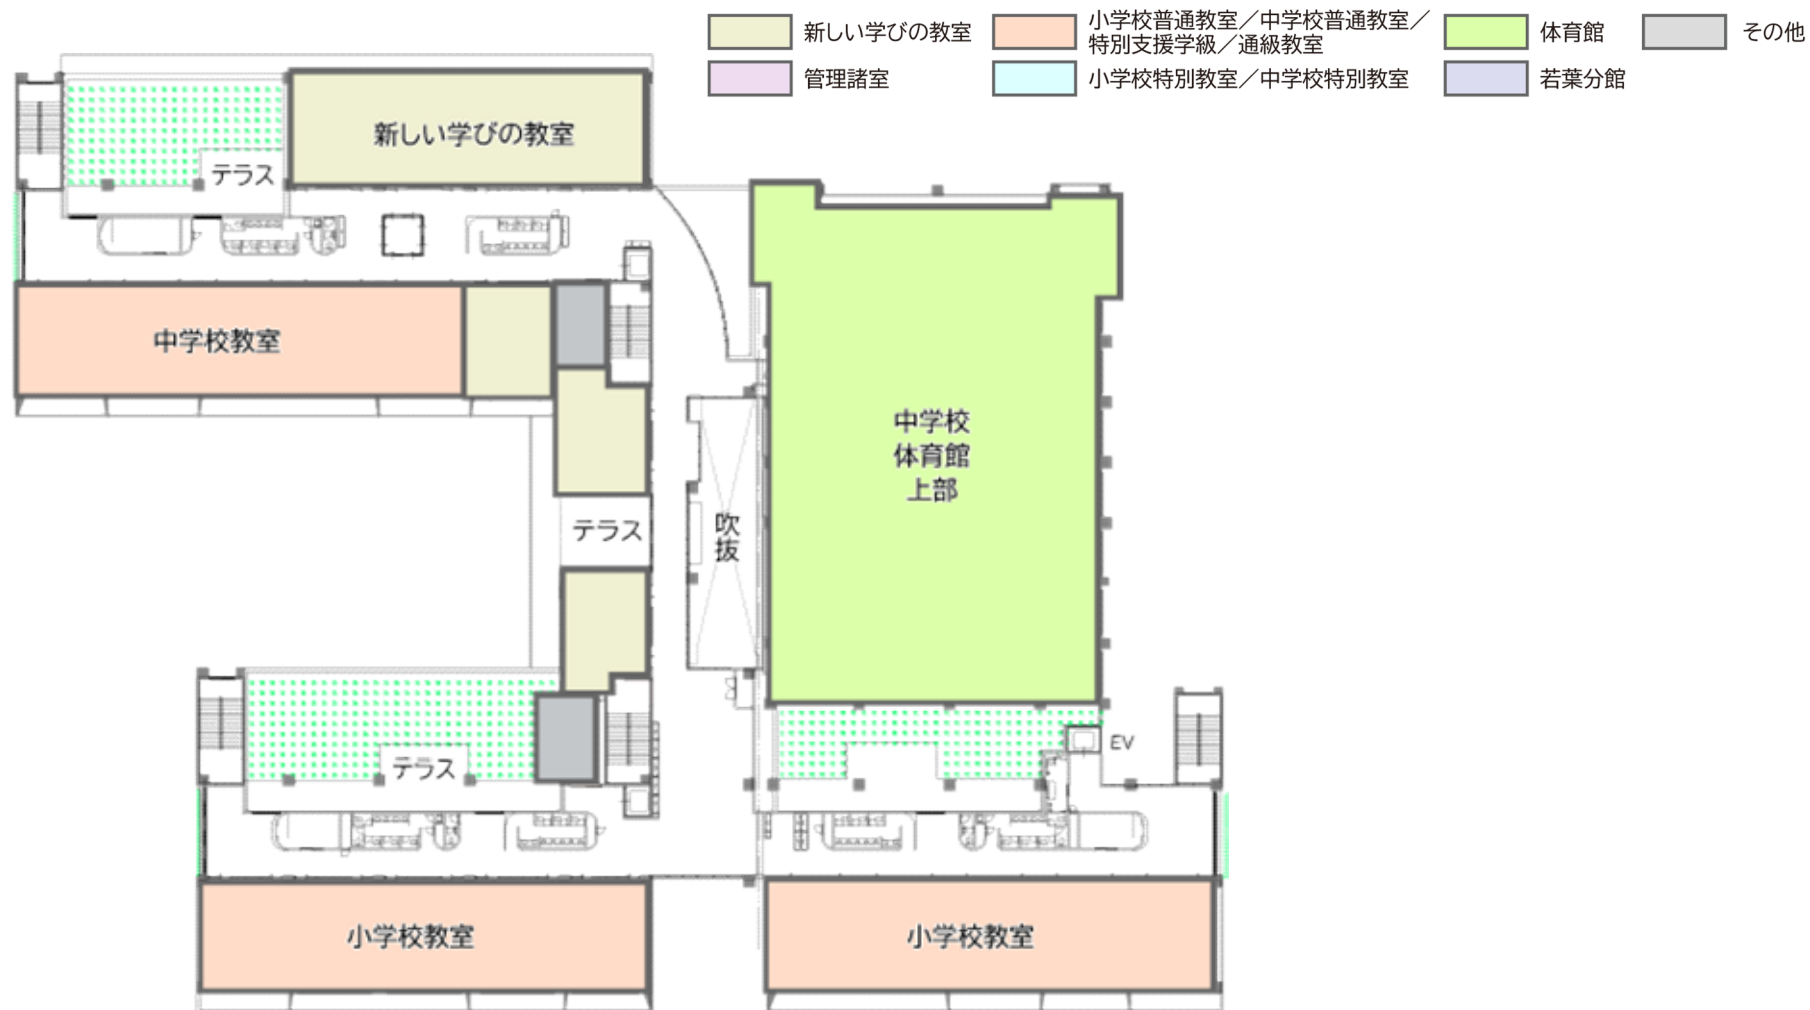 新しい学びの教室
小学校普通教室／中学校普通教室／
特別支援学級／通級教室
体育館
その他
管理諸室
小学校特別教室／中学校特別教室
若葉分館
新しい学びの教室
テラス
中学校教室
中学校
体育館
上部
テラス
吹
抜
テラス
EV
小学校教室
小学校教室